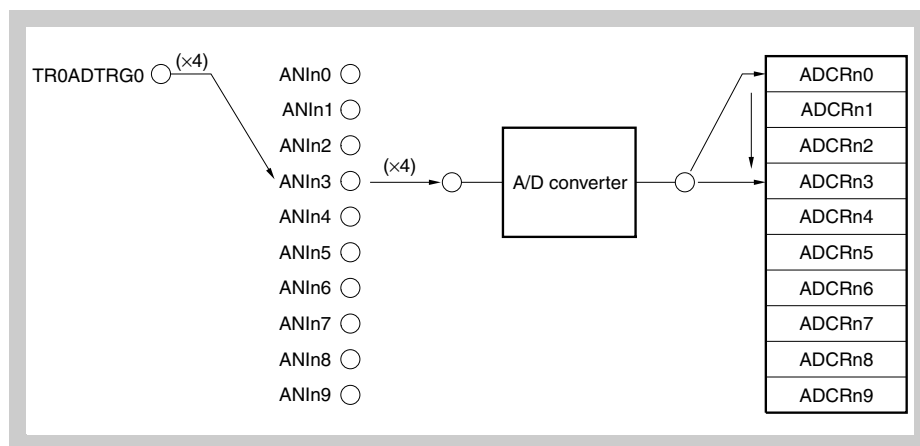 TR0ADTRG0
(×4)
ANIn0
ANIn1
ANIn2
ANIn3
ANIn4
ANIn5
ANIn6
ANIn7
ANIn8
ANIn9
(×4)
A/D converter
ADCRn0
ADCRn1
ADCRn2
ADCRn3
ADCRn4
ADCRn5
ADCRn6
ADCRn7
ADCRn8
ADCRn9